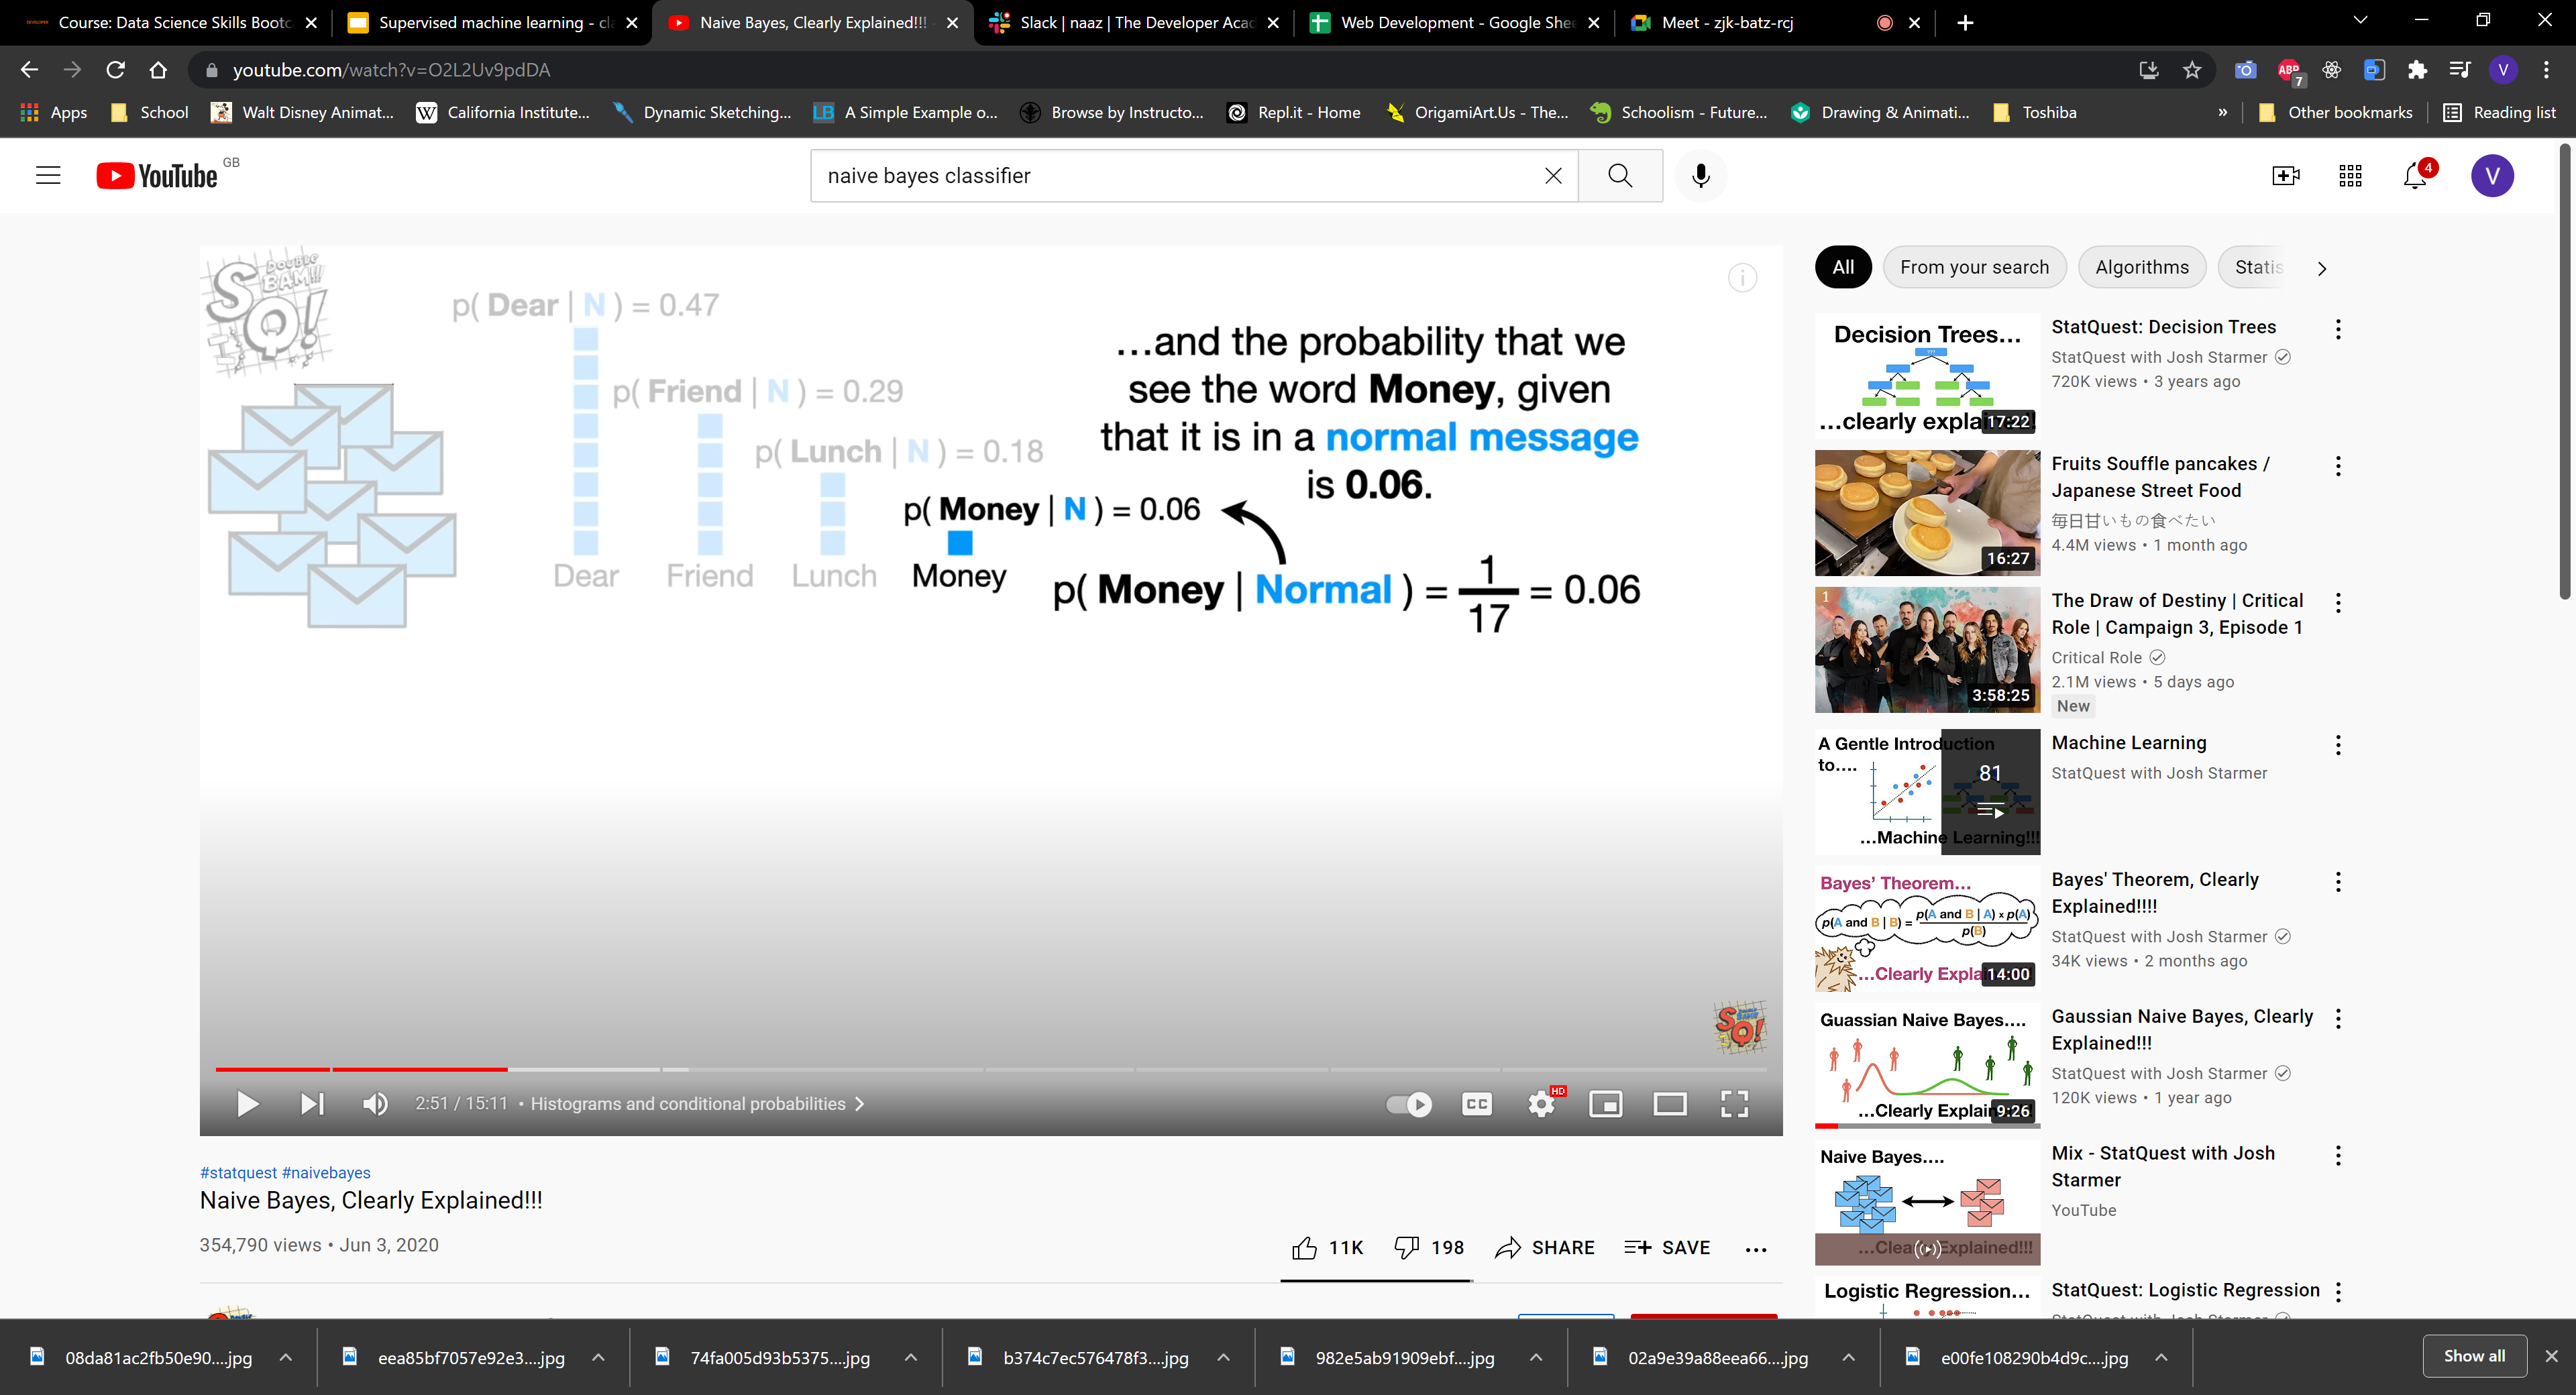 Course: Data Science Skills Bootc
Supervised machine learning - cl
Naive Bayes, Clearly Explained!!!
Slack | naaz | The Developer Acad
Web Development - Google She
Meet - zjk-batz-rcj
youtube.com/watch?v=O2L2Uv9pdDA
ABP
7
V
Apps
School
Walt Disney Animat...
W
California Institute...
Dynamic Sketching...
LB
A Simple Example o...
Browse by Instructo...
Repl.it - Home
OrigamiArt.Us - The...
Schoolism - Future...
Drawing & Animati...
Toshiba
»
Other bookmarks
Reading list
YouTube
GB
naive bayes classifier
4
V
DOUBLE
BAM!!!
SQ!
p( Dear | N ) = 0.47
p( Friend | N ) = 0.29
p( Lunch | N ) = 0.18
p( Money | N ) = 0.06
Dear
Friend
Lunch
Money
...and the probability that we
see the word Money, given
that it is in a normal message
is 0.06.
p( Money | Normal ) = 1/17 = 0.06
SQ!
2:51 / 15:11 • Histograms and conditional probabilities
CC
HD
#statquest #naivebayes
Naive Bayes, Clearly Explained!!!
354,790 views • Jun 3, 2020
11K
198
SHARE
SAVE
All
From your search
Algorithms
Statis
Decision Trees...
...clearly explai
17:22
StatQuest: Decision Trees
StatQuest with Josh Starmer
720K views • 3 years ago
16:27
Fruits Souffle pancakes /
Japanese Street Food
毎日甘いもの食べたい
4.4M views • 1 month ago
1
3:58:25
The Draw of Destiny | Critical
Role | Campaign 3, Episode 1
Critical Role
2.1M views • 5 days ago
New
A Gentle Introduction
to....
81
...Machine Learning!!!
Machine Learning
StatQuest with Josh Starmer
Bayes' Theorem...
p(A and B | B) = p(A and B | A) x p(A) / p(B)
...Clearly Expla
14:00
Bayes' Theorem, Clearly
Explained!!!!
StatQuest with Josh Starmer
34K views • 2 months ago
Guassian Naive Bayes....
...Clearly Explain
9:26
Gaussian Naive Bayes, Clearly
Explained!!!
StatQuest with Josh Starmer
120K views • 1 year ago
Naive Bayes....
...Clearly Explained!!!
Mix - StatQuest with Josh
Starmer
YouTube
Logistic Regression...
StatQuest: Logistic Regression
08da81ac2fb50e90....jpg
eea85bf7057e92e3....jpg
74fa005d93b5375....jpg
b374c7ec576478f3....jpg
982e5ab91909ebf....jpg
02a9e39a88eea66....jpg
e00fe108290b4d9c....jpg
Show all